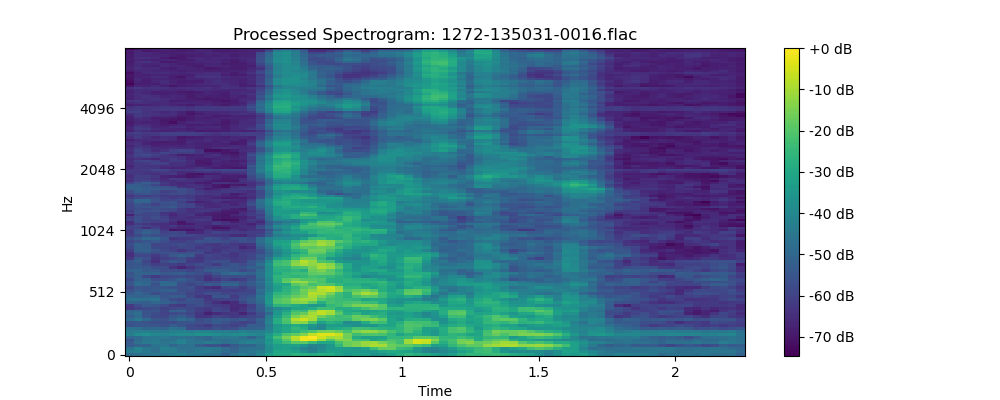 Processed Spectrogram: 1272-135031-0016.flac
+0 dB
-10 dB
-20 dB
-30 dB
-40 dB
-50 dB
-60 dB
-70 dB
Hz
4096
2048
1024
512
0
0 0.5 1 1.5 2
Time